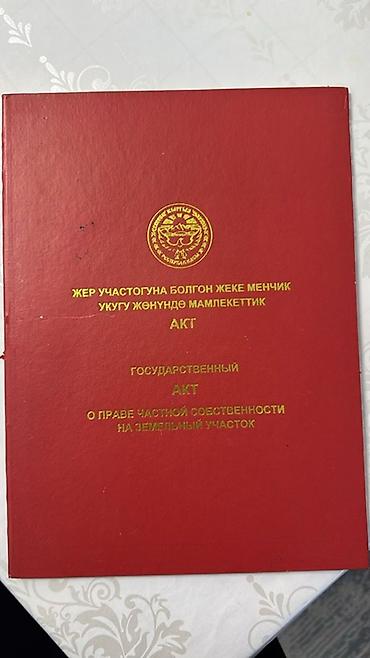 ЖЕР УЧАСТОГУНА БОЛГОН ЖЕКЕ МЕНЧИК
УКУГУ ЖӨНҮНДӨ МАМЛЕКЕТТИК
АКТ
ГОСУДАРСТВЕННЫЙ
АКТ
О ПРАВЕ ЧАСТНОЙ СОБСТВЕННОСТИ
НА ЗЕМЕЛЬНЫЙ УЧАСТОК